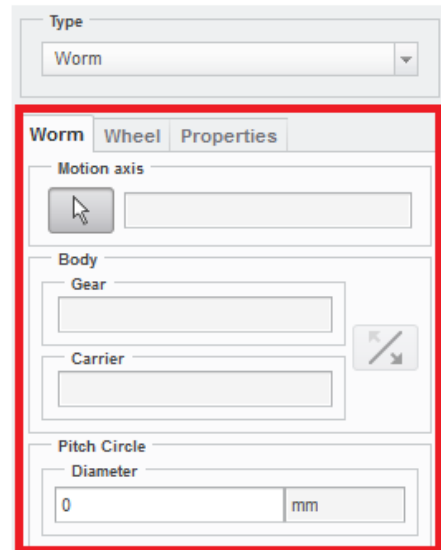 Type
Worm
Worm Wheel Properties
Motion axis
Body
Gear
Carrier
Pitch Circle
Diameter
0 mm